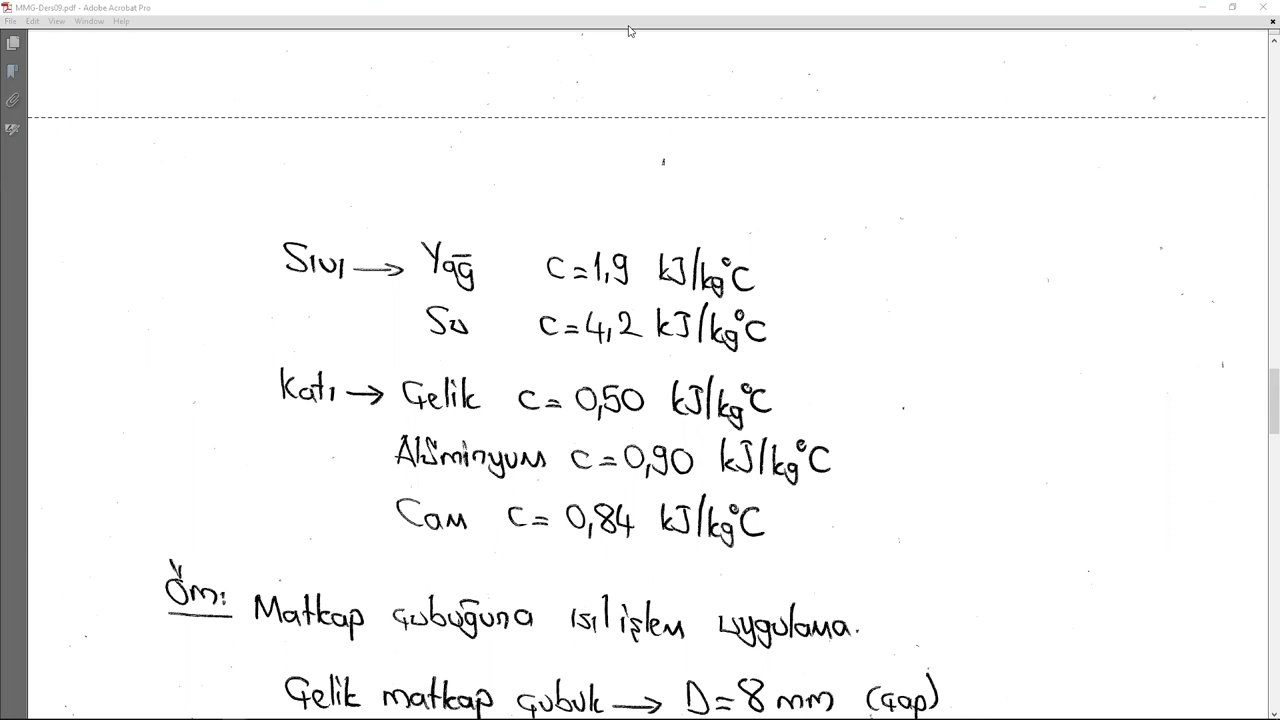 MMG-Ders09.pdf - Adobe Acrobat Pro
File Edit View Window Help
Sıvı → Yağ c=1,9 kJ/kg°C
Su c=4,2 kJ/kg°C
Katı → Çelik c= 0,50 kJ/kg°C
Alüminyum c=0,90 kJ/kg°C
Cam c= 0,84 kJ/kg°C
Örn: Matkap çubuğuna ısıl işlem uygulama.
Çelik matkap çubuk → D=8 mm (çap)